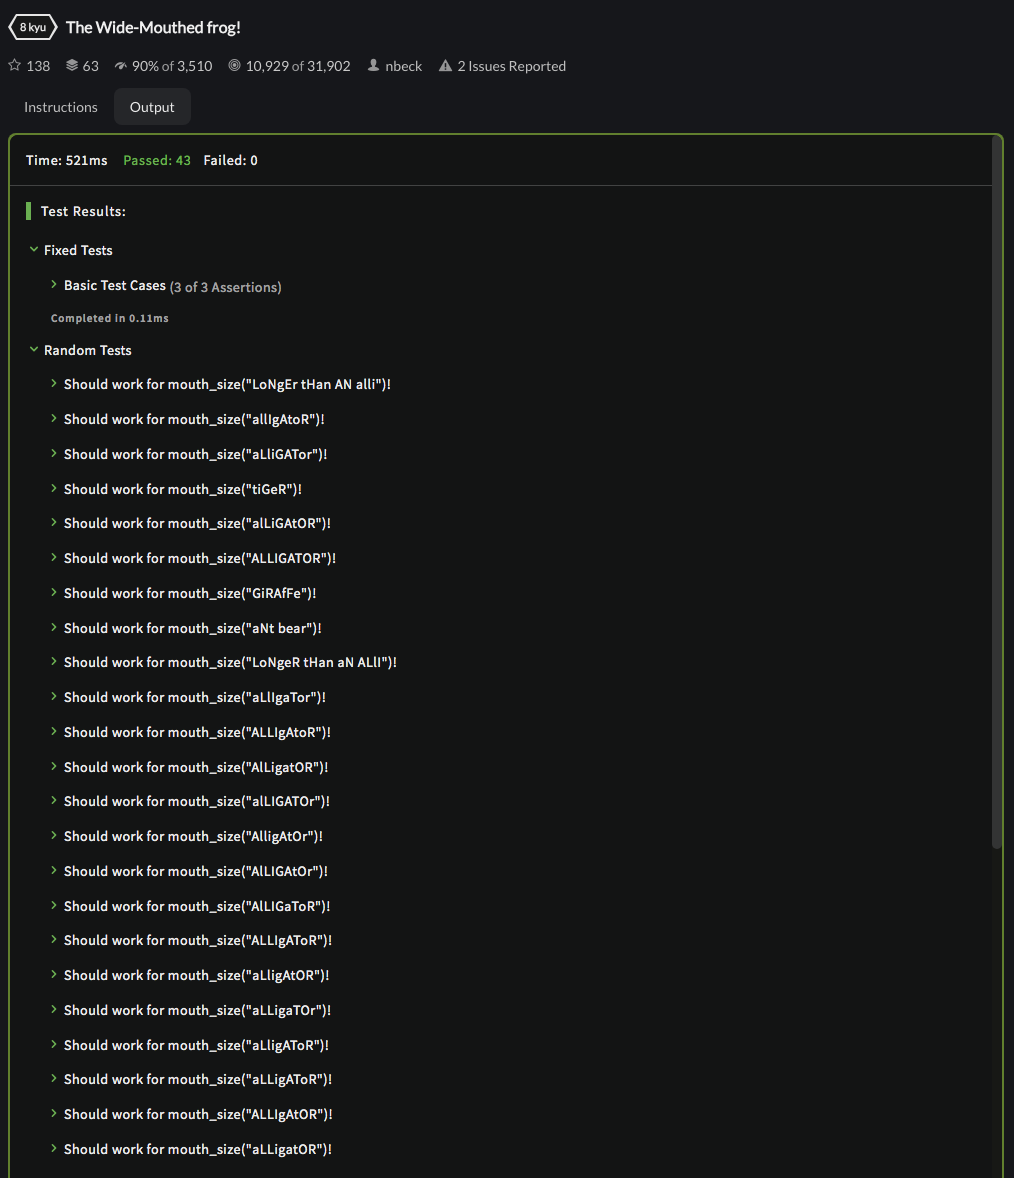 8 kyu The Wide-Mouthed frog!
138 63 90% of 3,510 10,929 of 31,902 nbeck 2 Issues Reported
Instructions Output
Time: 521ms Passed: 43 Failed: 0
Test Results:
Fixed Tests
Basic Test Cases (3 of 3 Assertions)
Completed in 0.11ms
Random Tests
Should work for mouth_size("LoNgEr tHan AN alli")!
Should work for mouth_size("allIgAtoR")!
Should work for mouth_size("aLliGATor")!
Should work for mouth_size("tiGeR")!
Should work for mouth_size("alLiGAtOR")!
Should work for mouth_size("ALLIGATOR")!
Should work for mouth_size("GiRAfFe")!
Should work for mouth_size("aNt bear")!
Should work for mouth_size("LoNgeR tHan aN ALlI")!
Should work for mouth_size("aLlIgaTor")!
Should work for mouth_size("ALLIgAtoR")!
Should work for mouth_size("AlLigatOR")!
Should work for mouth_size("alLIGATOr")!
Should work for mouth_size("AlligAtOr")!
Should work for mouth_size("AlLIGAtOr")!
Should work for mouth_size("AlLIGaToR")!
Should work for mouth_size("ALLIgAToR")!
Should work for mouth_size("aLligAtOR")!
Should work for mouth_size("aLLigaTOr")!
Should work for mouth_size("aLligAToR")!
Should work for mouth_size("aLLigAToR")!
Should work for mouth_size("ALLIgAtOR")!
Should work for mouth_size("aLLigatOR")!